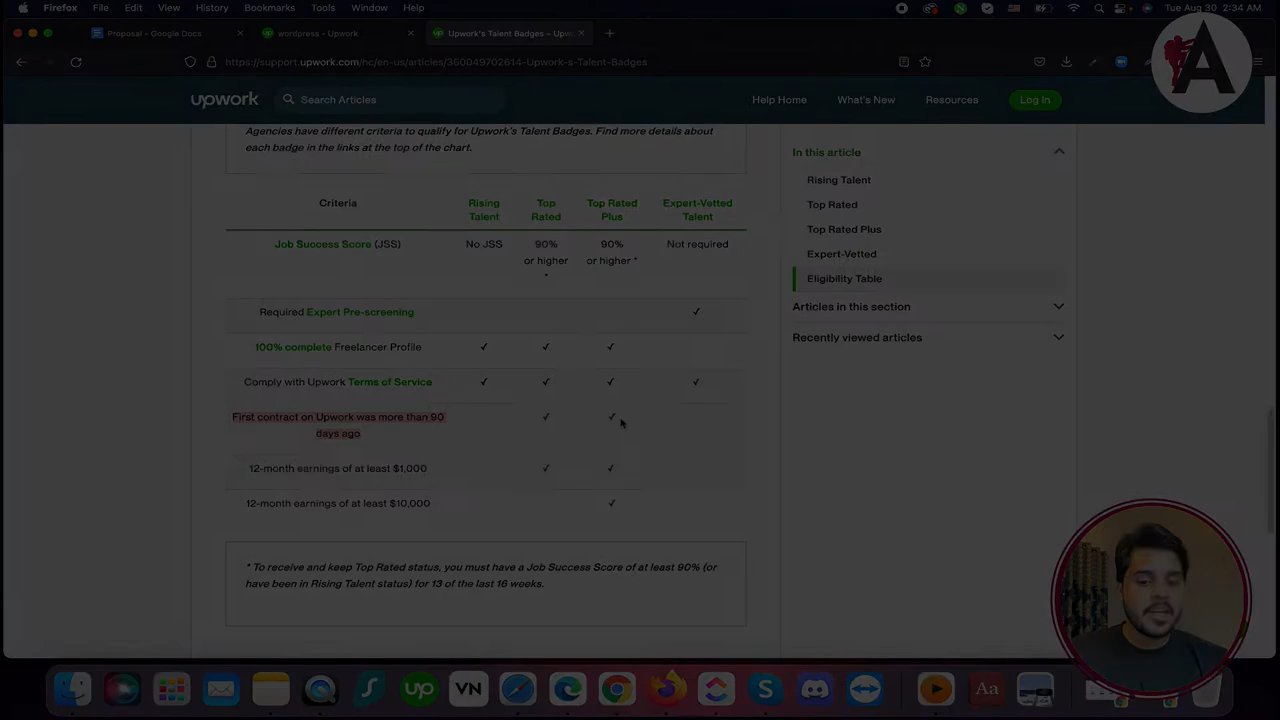 Firefox File Edit View History Bookmarks Tools Window Help
Tue Aug 30 2:34 AM
Proposal - Google Docs
wordpress - Upwork
Upwork's Talent Badges – Upw
https://support.upwork.com/hc/en-us/articles/360049702614-Upwork-s-Talent-Badges
A
upwork
Search Articles
Help Home
What's New
Resources
Log In
Agencies have different criteria to qualify for Upwork's Talent Badges. Find more details about
each badge in the links at the top of the chart.
In this article
Rising Talent
Top Rated
Top Rated Plus
Expert-Vetted
Eligibility Table
Articles in this section
Recently viewed articles
Criteria
Rising
Talent
Top
Rated
Top Rated
Plus
Expert-Vetted
Talent
Job Success Score (JSS)
No JSS
90%
or higher
*
90%
or higher *
Not required
Required Expert Pre-screening ✓
100% complete Freelancer Profile ✓ ✓ ✓
Comply with Upwork Terms of Service ✓ ✓ ✓ ✓
First contract on Upwork was more than 90
days ago
✓ ✓
12-month earnings of at least $1,000 ✓ ✓
12-month earnings of at least $10,000 ✓
* To receive and keep Top Rated status, you must have a Job Success Score of at least 90% (or
have been in Rising Talent status) for 13 of the last 16 weeks.
up
VN
Aa